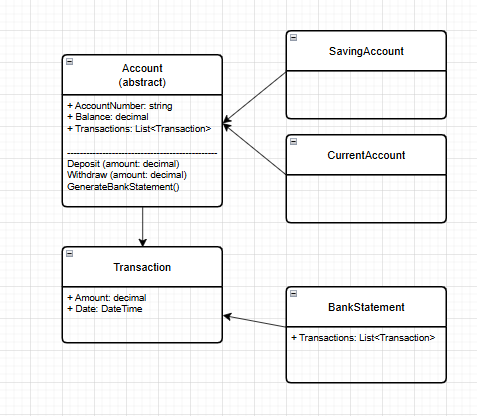 Account
(abstract)
+ AccountNumber: string
+ Balance: decimal
+ Transactions: List<Transaction>
----------------------------------------------
Deposit (amount: decimal)
Withdraw (amount: decimal)
GenerateBankStatement()
SavingAccount
CurrentAccount
Transaction
+ Amount: decimal
+ Date: DateTime
BankStatement
+ Transactions: List<Transaction>